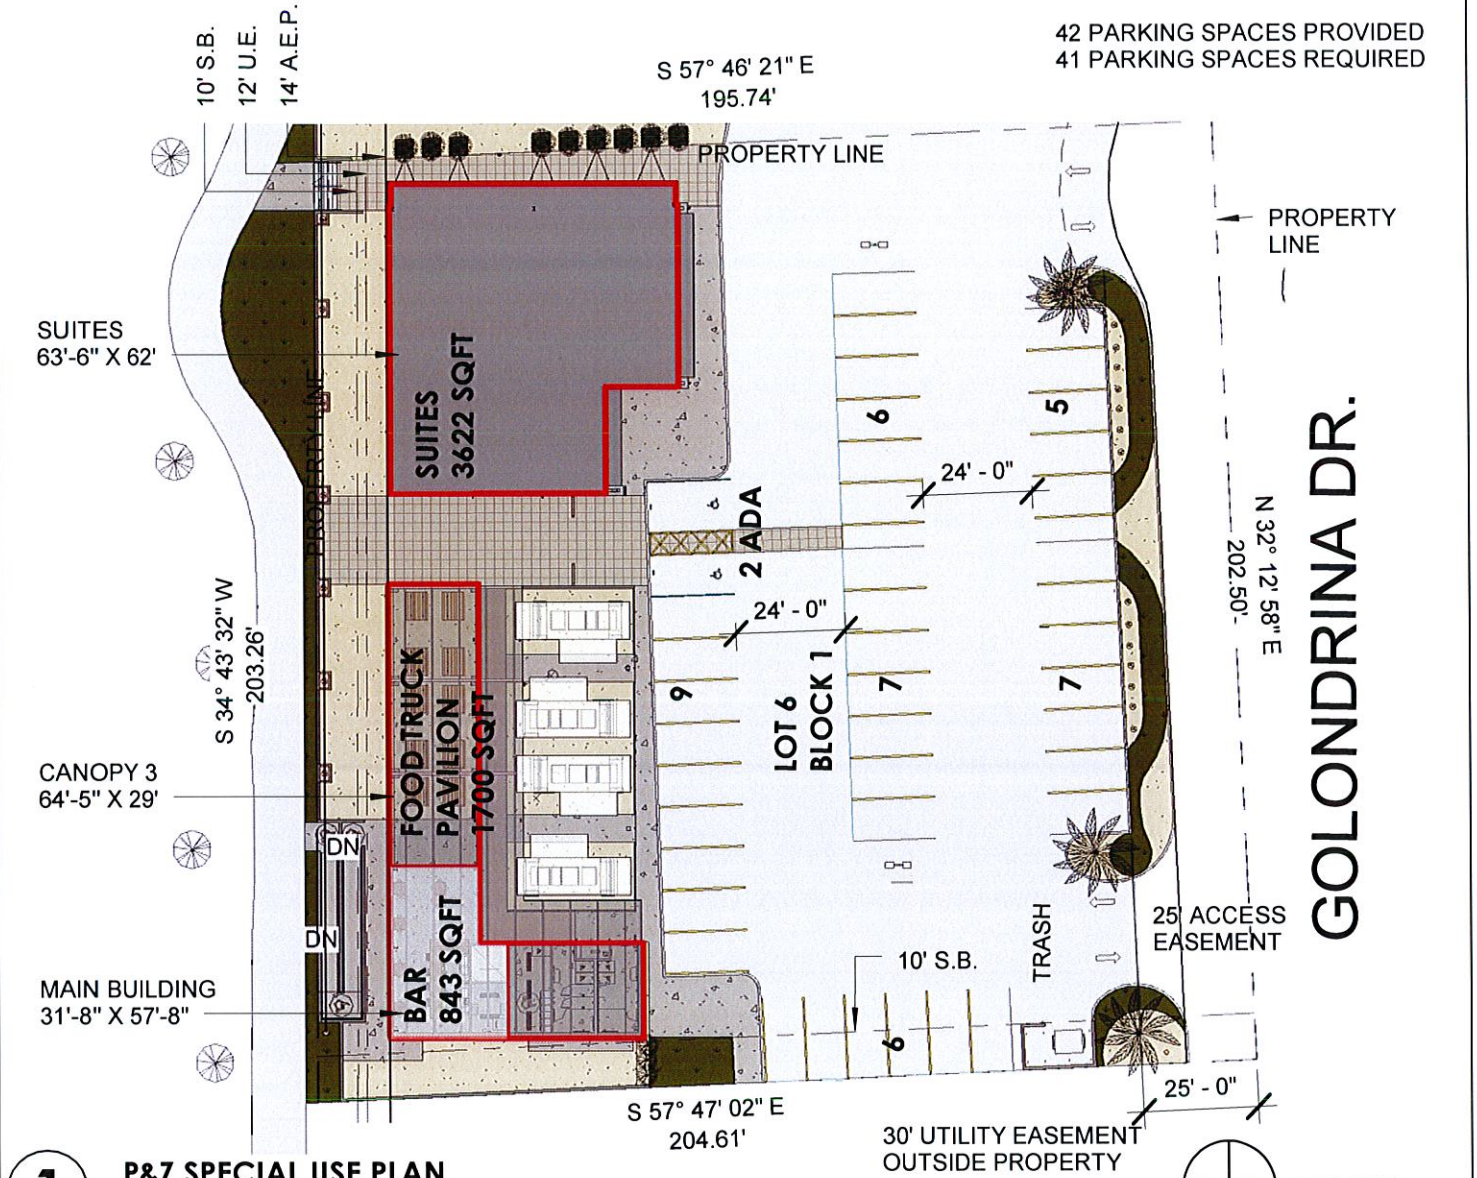 42 PARKING SPACES PROVIDED
41 PARKING SPACES REQUIRED
10' S.B.
12' U.E.
14' A.E.P.
S 57° 46' 21" E
195.74'
PROPERTY LINE
PROPERTY
LINE
SUITES
63'-6" X 62'
PROPERTY LINE
SUITES
3622 SQFT
6
5
24' - 0"
2 ADA
24' - 0"
N 32° 12' 58" E
202.50'
GOLONDRINA DR.
S 34° 43' 32" W
203.26'
FOOD TRUCK
PAVILION
1700 SQFT
9
LOT 6
BLOCK 1
7
7
CANOPY 3
64'-5" X 29'
DN
DN
BAR
843 SQFT
MAIN BUILDING
31'-8" X 57'-8"
10' S.B.
TRASH
25' ACCESS
EASEMENT
6
25' - 0"
S 57° 47' 02" E
204.61'
30' UTILITY EASEMENT
OUTSIDE PROPERTY
1
P&Z SPECIAL USE PLAN